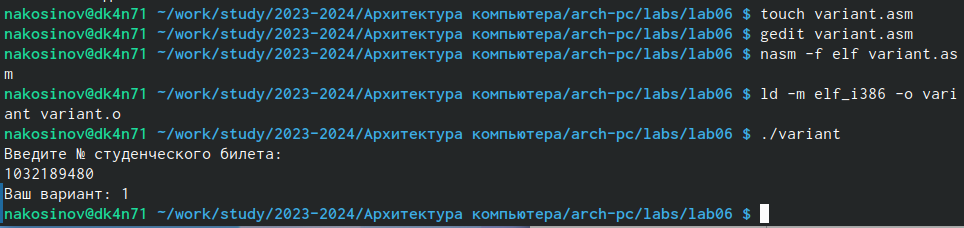 nakosinov@dk4n71 ~/work/study/2023-2024/Архитектура компьютера/arch-pc/labs/lab06 $ touch variant.asm
nakosinov@dk4n71 ~/work/study/2023-2024/Архитектура компьютера/arch-pc/labs/lab06 $ gedit variant.asm
nakosinov@dk4n71 ~/work/study/2023-2024/Архитектура компьютера/arch-pc/labs/lab06 $ nasm -f elf variant.as
m
nakosinov@dk4n71 ~/work/study/2023-2024/Архитектура компьютера/arch-pc/labs/lab06 $ ld -m elf_i386 -o vari
ant variant.o
nakosinov@dk4n71 ~/work/study/2023-2024/Архитектура компьютера/arch-pc/labs/lab06 $ ./variant
Введите № студенческого билета:
1032189480
Ваш вариант: 1
nakosinov@dk4n71 ~/work/study/2023-2024/Архитектура компьютера/arch-pc/labs/lab06 $